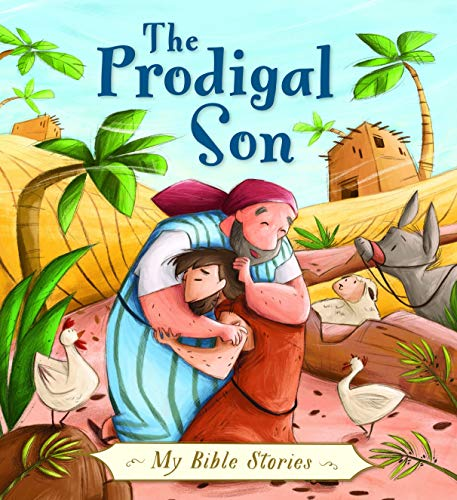 The
Prodigal
Son
~ My Bible Stories ~